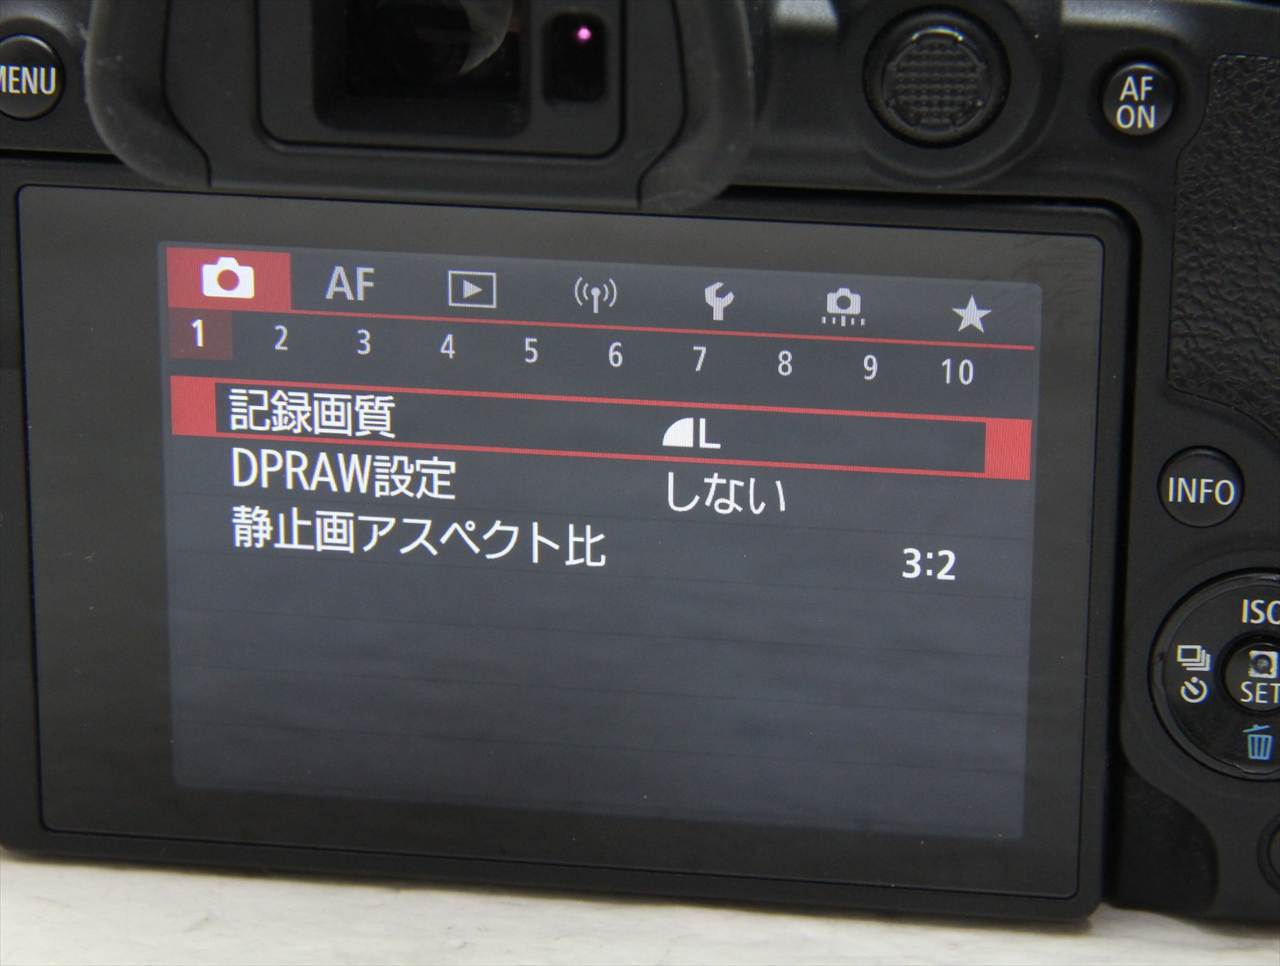 MENU
AF
ON
AF
1 2 3 4 5 6 7 8 9 10
記録画質 L
DPRAW設定 しない
静止画アスペクト比 3:2
INFO
ISO
SET